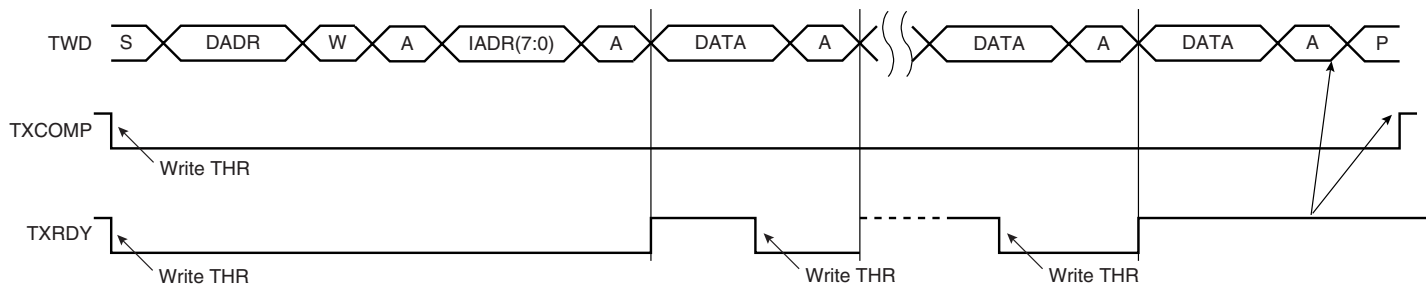 TWD S DADR W A IADR(7:0) A DATA A DATA A DATA A P
TXCOMP
Write THR
TXRDY
Write THR Write THR Write THR